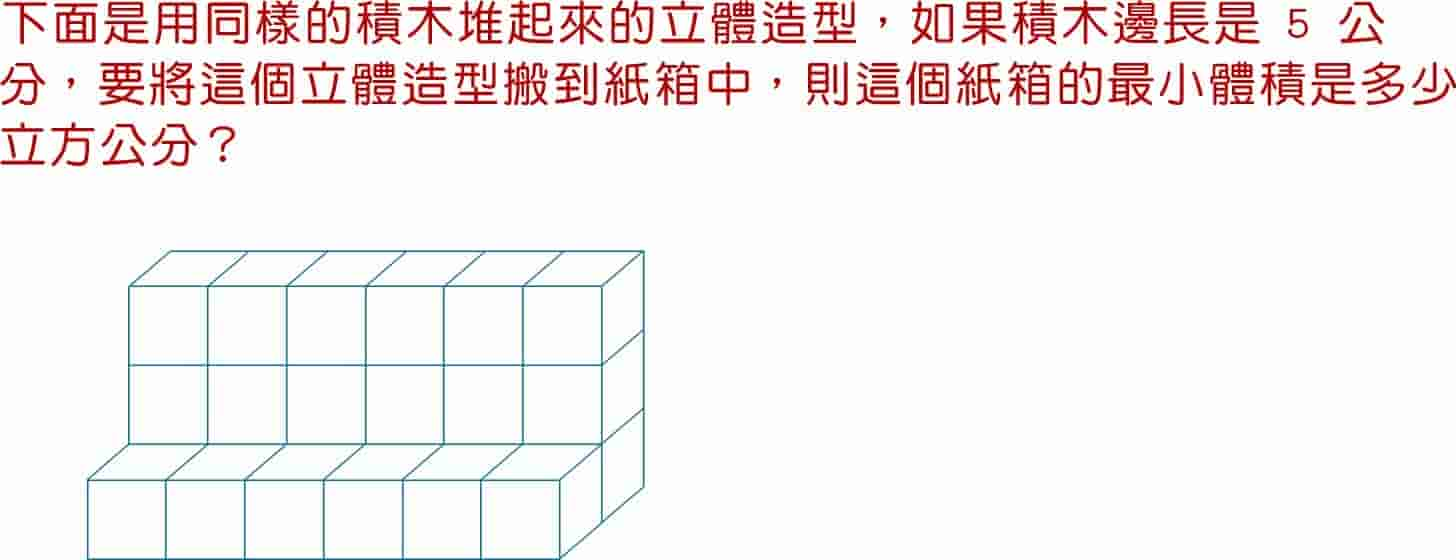 下面是用同樣的積木堆起來的立體造型，如果積木邊長是 5 公
分，要將這個立體造型搬到紙箱中，則這個紙箱的最小體積是多少
立方公分？